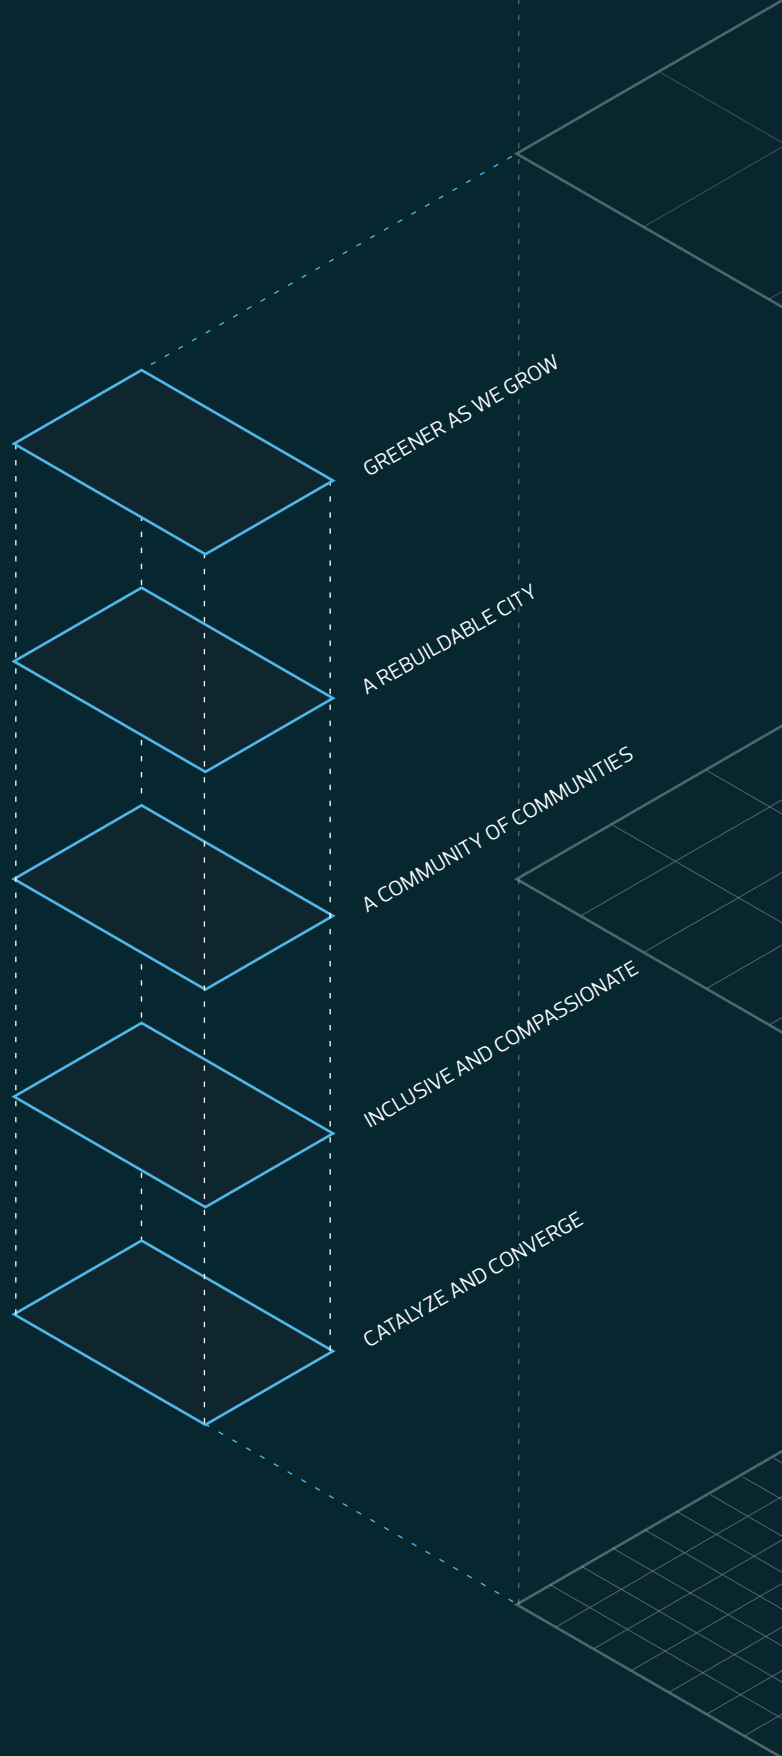 GREENER AS WE GROW
A REBUILDABLE CITY
A COMMUNITY OF COMMUNITIES
INCLUSIVE AND COMPASSIONATE
CATALYZE AND CONVERGE